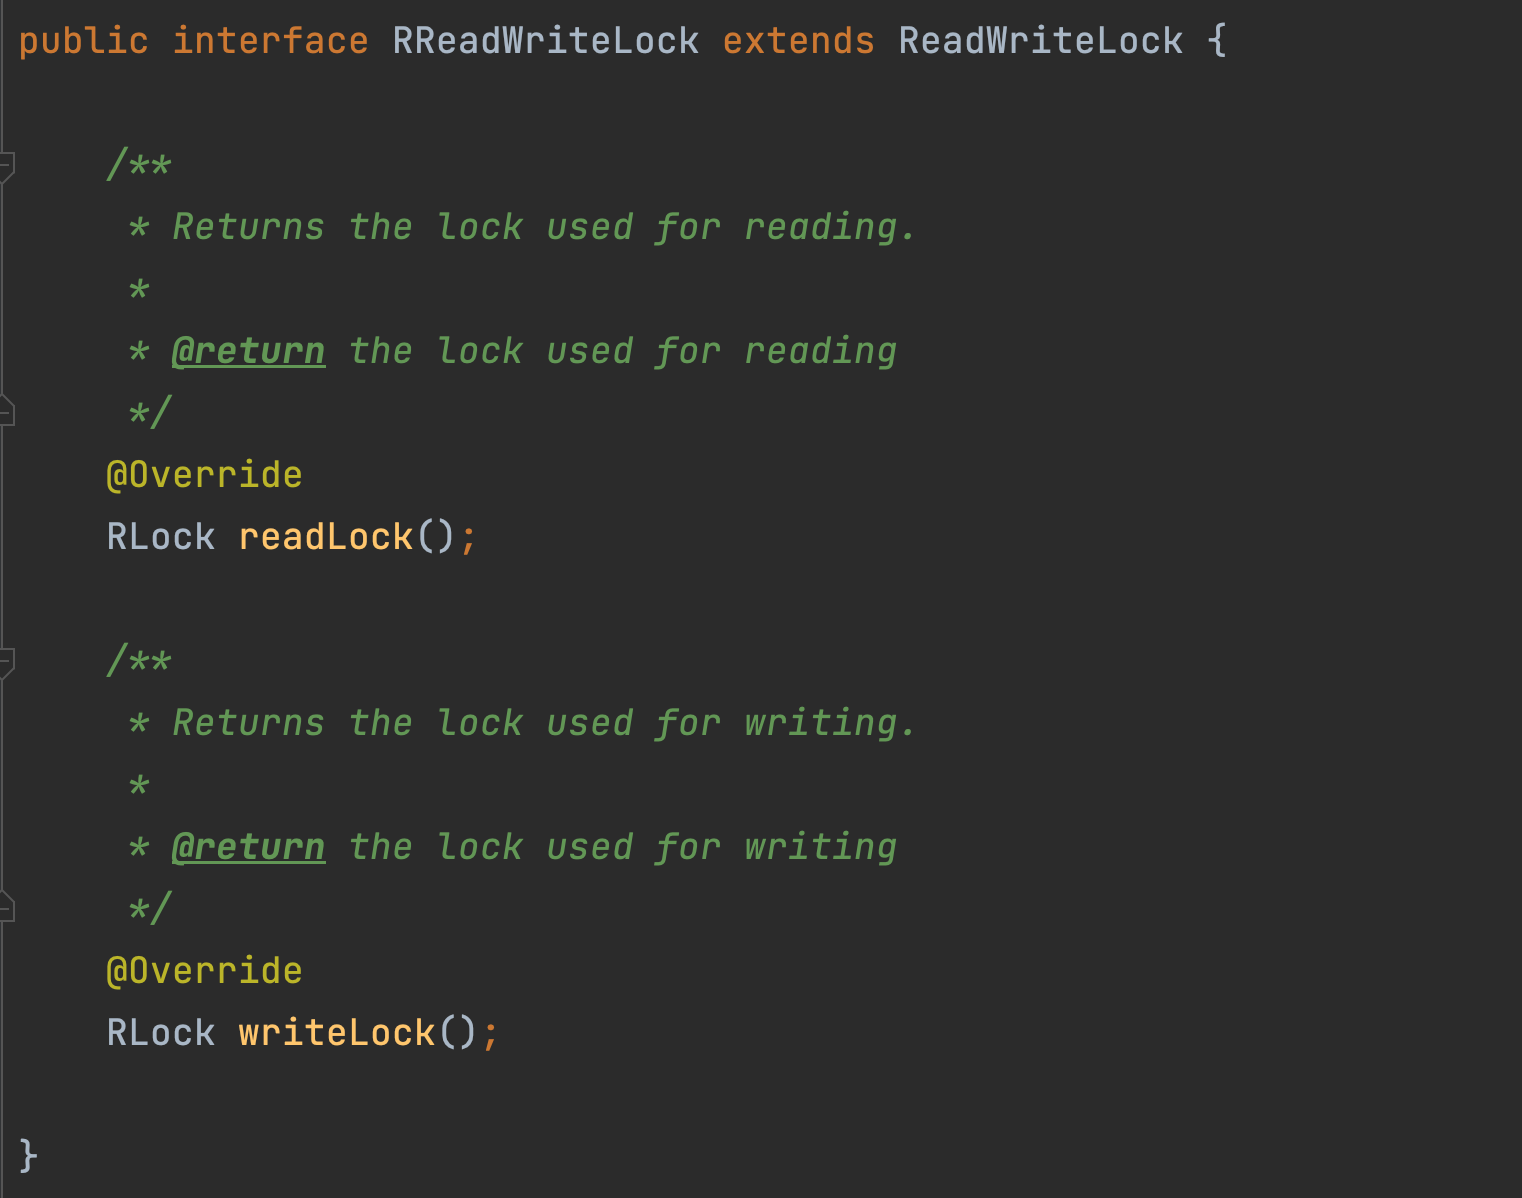 public interface RReadWriteLock extends ReadWriteLock {
/**
* Returns the lock used for reading.
*
* @return the lock used for reading
*/
@Override
RLock readLock();
/**
* Returns the lock used for writing.
*
* @return the lock used for writing
*/
@Override
RLock writeLock();
}